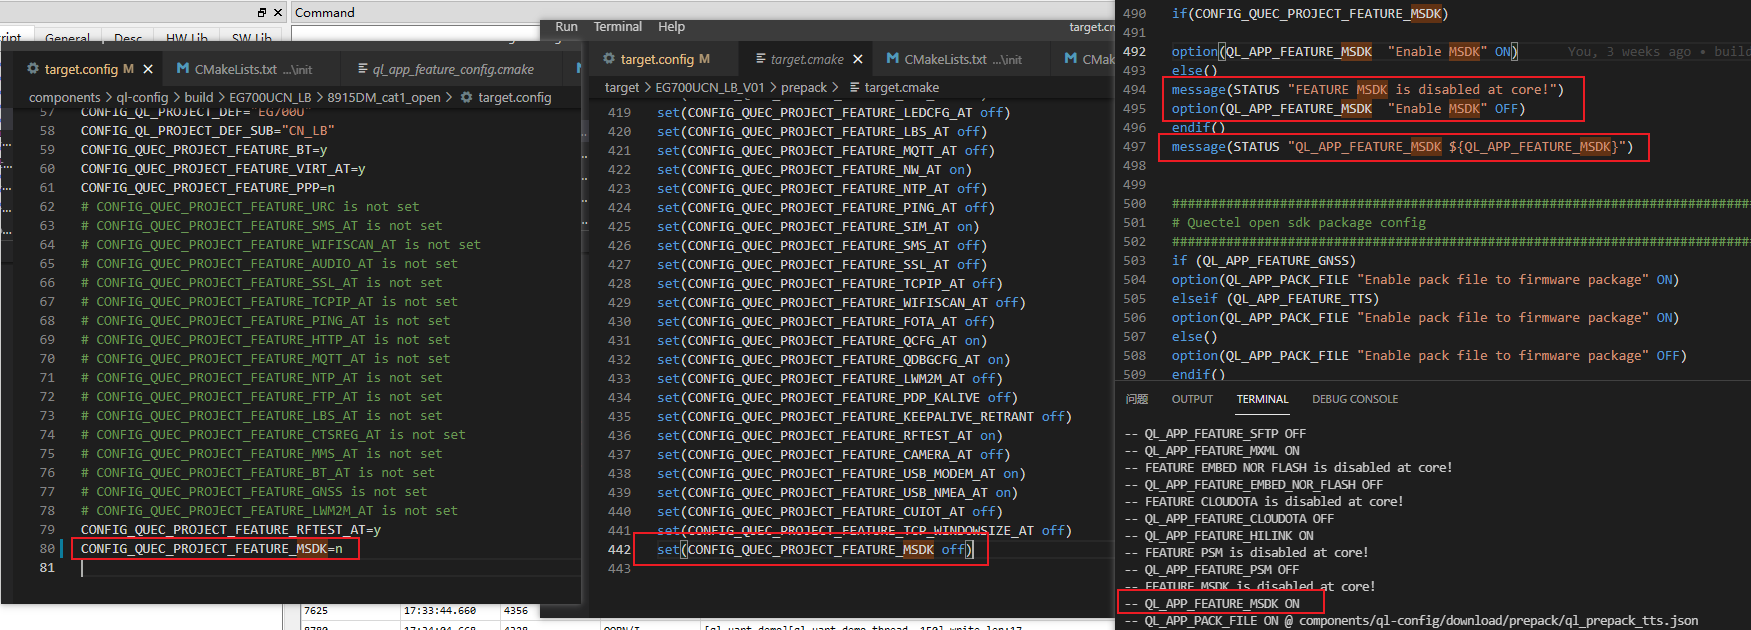 Command
General Desc HW Lib SW Lib
target.config M
CMakeLists.txt ...\init
ql_app_feature_config.cmake
components > ql-config > build > EG700UCN_LB > 8915DM_cat1_open > target.config
57 CONFIG_QL_PROJECT_DEF="EG700U"
58 CONFIG_QL_PROJECT_DEF_SUB="CN_LB"
59 CONFIG_QUEC_PROJECT_FEATURE_BT=y
60 CONFIG_QUEC_PROJECT_FEATURE_VIRT_AT=y
61 CONFIG_QUEC_PROJECT_FEATURE_PPP=n
62 # CONFIG_QUEC_PROJECT_FEATURE_URC is not set
63 # CONFIG_QUEC_PROJECT_FEATURE_SMS_AT is not set
64 # CONFIG_QUEC_PROJECT_FEATURE_WIFISCAN_AT is not set
65 # CONFIG_QUEC_PROJECT_FEATURE_AUDIO_AT is not set
66 # CONFIG_QUEC_PROJECT_FEATURE_SSL_AT is not set
67 # CONFIG_QUEC_PROJECT_FEATURE_TCPIP_AT is not set
68 # CONFIG_QUEC_PROJECT_FEATURE_PING_AT is not set
69 # CONFIG_QUEC_PROJECT_FEATURE_HTTP_AT is not set
70 # CONFIG_QUEC_PROJECT_FEATURE_MQTT_AT is not set
71 # CONFIG_QUEC_PROJECT_FEATURE_NTP_AT is not set
72 # CONFIG_QUEC_PROJECT_FEATURE_FTP_AT is not set
73 # CONFIG_QUEC_PROJECT_FEATURE_LBS_AT is not set
74 # CONFIG_QUEC_PROJECT_FEATURE_CTSREG_AT is not set
75 # CONFIG_QUEC_PROJECT_FEATURE_MMS_AT is not set
76 # CONFIG_QUEC_PROJECT_FEATURE_BT_AT is not set
77 # CONFIG_QUEC_PROJECT_FEATURE_GNSS is not set
78 # CONFIG_QUEC_PROJECT_FEATURE_LWM2M_AT is not set
79 CONFIG_QUEC_PROJECT_FEATURE_RFTEST_AT=y
80 CONFIG_QUEC_PROJECT_FEATURE_MSDK=n
81
7625 17:33:44.660 4356
Run Terminal Help
target.config M
target.cmake
CMakeLists.txt ...\init
target > EG700UCN_LB_V01 > prepack > target.cmake
419 set(CONFIG_QUEC_PROJECT_FEATURE_LEDCFG_AT off)
420 set(CONFIG_QUEC_PROJECT_FEATURE_LBS_AT off)
421 set(CONFIG_QUEC_PROJECT_FEATURE_MQTT_AT off)
422 set(CONFIG_QUEC_PROJECT_FEATURE_NW_AT on)
423 set(CONFIG_QUEC_PROJECT_FEATURE_NTP_AT off)
424 set(CONFIG_QUEC_PROJECT_FEATURE_PING_AT off)
425 set(CONFIG_QUEC_PROJECT_FEATURE_SIM_AT on)
426 set(CONFIG_QUEC_PROJECT_FEATURE_SMS_AT off)
427 set(CONFIG_QUEC_PROJECT_FEATURE_SSL_AT off)
428 set(CONFIG_QUEC_PROJECT_FEATURE_TCPIP_AT off)
429 set(CONFIG_QUEC_PROJECT_FEATURE_WIFISCAN_AT off)
430 set(CONFIG_QUEC_PROJECT_FEATURE_FOTA_AT off)
431 set(CONFIG_QUEC_PROJECT_FEATURE_QCFG_AT on)
432 set(CONFIG_QUEC_PROJECT_FEATURE_QDBGCFG_AT on)
433 set(CONFIG_QUEC_PROJECT_FEATURE_LWM2M_AT off)
434 set(CONFIG_QUEC_PROJECT_FEATURE_PDP_KALIVE off)
435 set(CONFIG_QUEC_PROJECT_FEATURE_KEEPALIVE_RETRANT off)
436 set(CONFIG_QUEC_PROJECT_FEATURE_RFTEST_AT on)
437 set(CONFIG_QUEC_PROJECT_FEATURE_CAMERA_AT off)
438 set(CONFIG_QUEC_PROJECT_FEATURE_USB_MODEM_AT on)
439 set(CONFIG_QUEC_PROJECT_FEATURE_USB_NMEA_AT on)
440 set(CONFIG_QUEC_PROJECT_FEATURE_CUIOT_AT off)
441 set(CONFIG_QUEC_PROJECT_FEATURE_TCP_WINDOWSIZE_AT off)
442 set(CONFIG_QUEC_PROJECT_FEATURE_MSDK off)
443
490 if(CONFIG_QUEC_PROJECT_FEATURE_MSDK)
491
492 option(QL_APP_FEATURE_MSDK "Enable MSDK" ON) You, 3 weeks ago • build
493 else()
494 message(STATUS "FEATURE MSDK is disabled at core!")
495 option(QL_APP_FEATURE_MSDK "Enable MSDK" OFF)
496 endif()
497 message(STATUS "QL_APP_FEATURE_MSDK ${QL_APP_FEATURE_MSDK}")
498
499
500 ################################################################################
501 # Quectel open sdk package config
502 ################################################################################
503 if (QL_APP_FEATURE_GNSS)
504 option(QL_APP_PACK_FILE "Enable pack file to firmware package" ON)
505 elseif (QL_APP_FEATURE_TTS)
506 option(QL_APP_PACK_FILE "Enable pack file to firmware package" ON)
507 else()
508 option(QL_APP_PACK_FILE "Enable pack file to firmware package" OFF)
509 endif()
问题 OUTPUT TERMINAL DEBUG CONSOLE
-- QL_APP_FEATURE_SFTP OFF
-- QL_APP_FEATURE_MXML ON
-- FEATURE EMBED NOR FLASH is disabled at core!
-- QL_APP_FEATURE_EMBED_NOR_FLASH OFF
-- FEATURE CLOUDOTA is disabled at core!
-- QL_APP_FEATURE_CLOUDOTA OFF
-- QL_APP_FEATURE_HILINK ON
-- FEATURE PSM is disabled at core!
-- QL_APP_FEATURE_PSM OFF
-- FEATURE MSDK is disabled at core!
-- QL_APP_FEATURE_MSDK ON
-- QL_APP_PACK_FILE ON @ components/ql-config/download/prepack/ql_prepack_tts.json